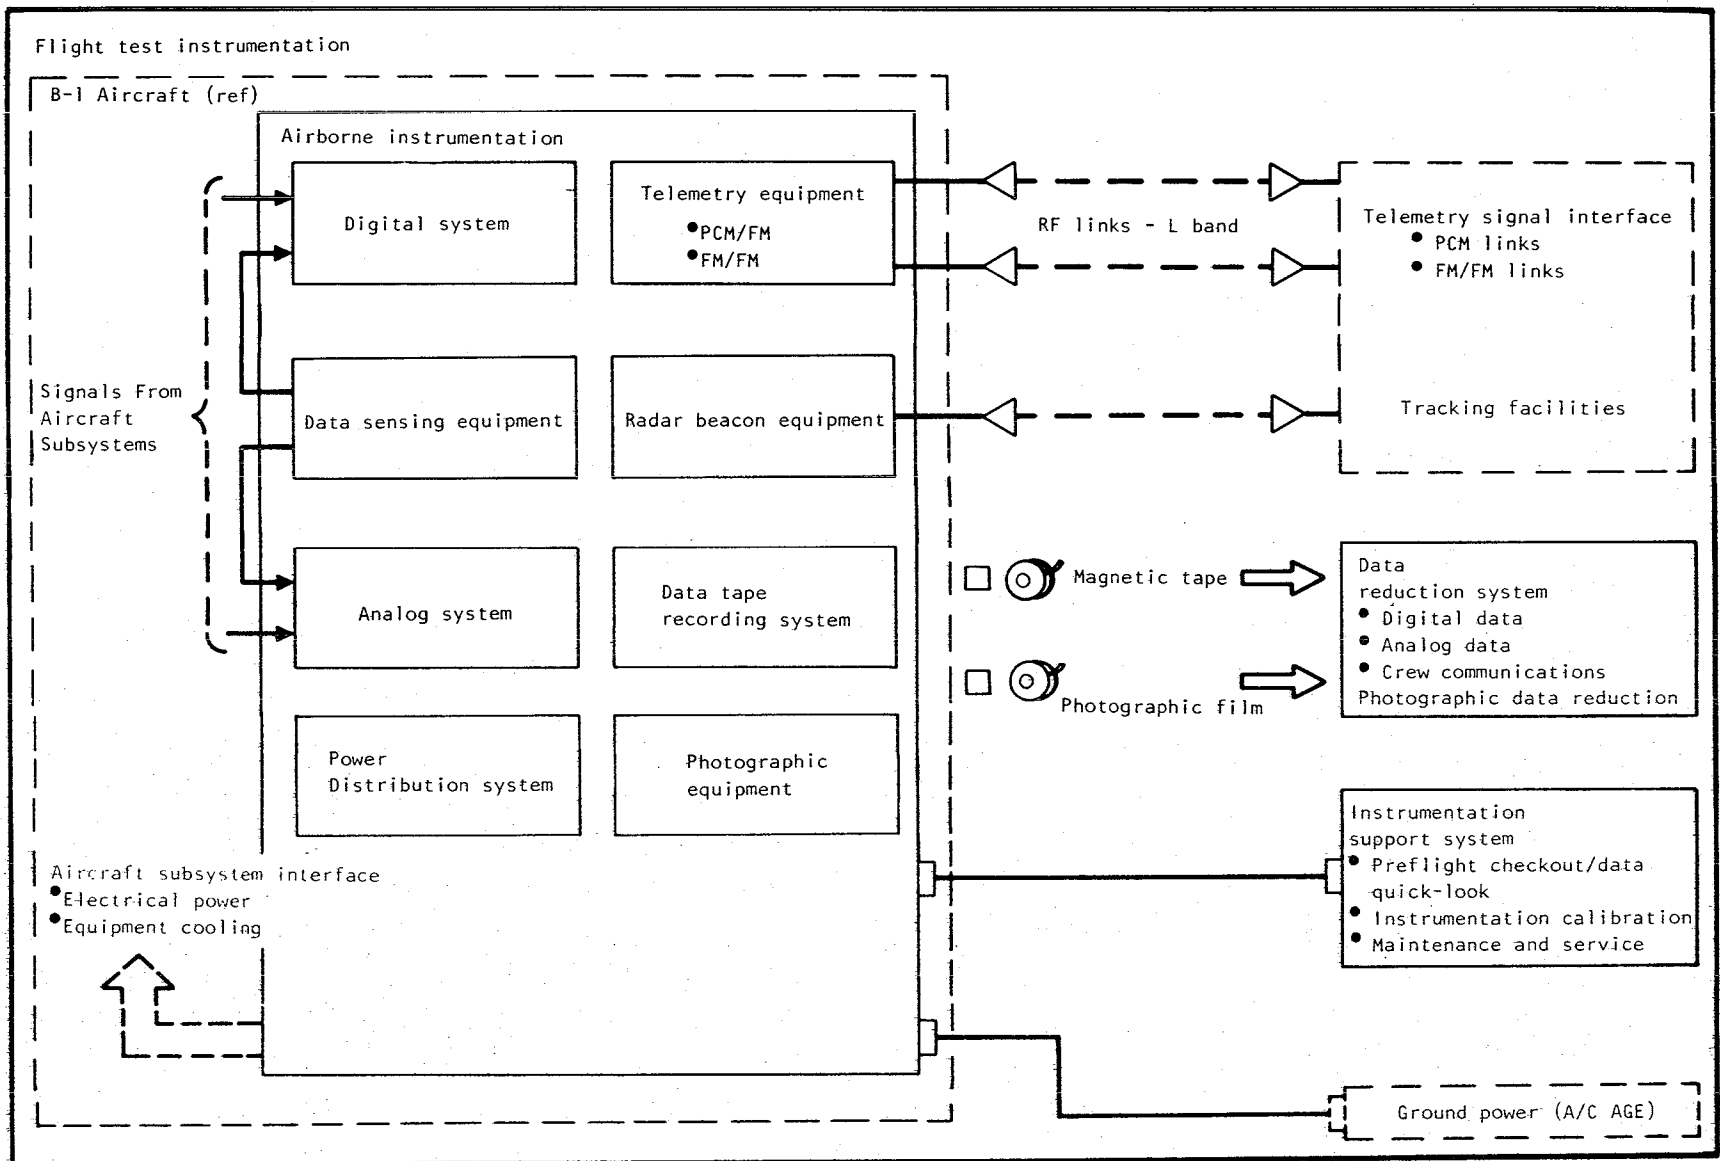 Flight test instrumentation
B-1 Aircraft (ref)
Airborne instrumentation
Digital system
Telemetry equipment
●PCM/FM
●FM/FM
RF links - L band
Telemetry signal interface
● PCM links
● FM/FM links
Signals From
Aircraft
Subsystems
Data sensing equipment
Radar beacon equipment
Tracking facilities
Analog system
Data tape
recording system
Magnetic tape
Photographic film
Data
reduction system
● Digital data
● Analog data
● Crew communications
Photographic data reduction
Power
Distribution system
Photographic
equipment
Aircraft subsystem interface
●Electrical power
●Equipment cooling
Instrumentation
support system
● Preflight checkout/data
quick-look
● Instrumentation calibration
● Maintenance and service
Ground power (A/C AGE)